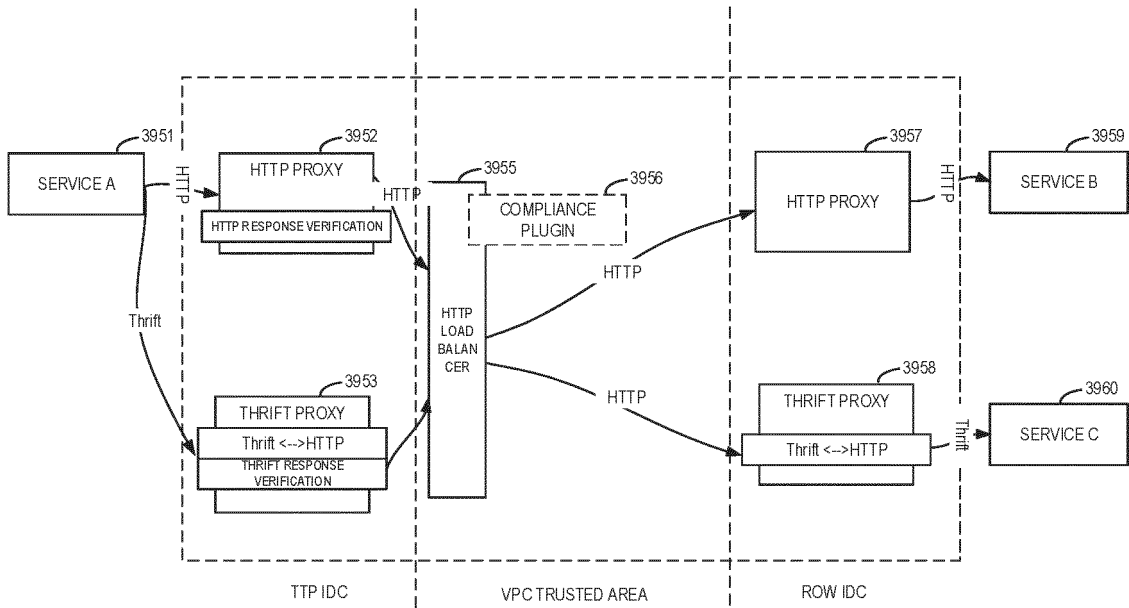 3951
3952
3957
3959
SERVICE A
HTTP
HTTP PROXY
HTTP RESPONSE VERIFICATION
HTTP
3955
3956
COMPLIANCE
PLUGIN
HTTP PROXY
HTTP
SERVICE B
HTTP
HTTP
LOAD
BALAN
CER
Thrift
3953
THRIFT PROXY
Thrift <-->HTTP
THRIFT RESPONSE
VERIFICATION
HTTP
3958
THRIFT PROXY
Thrift <-->HTTP
Thrift
3960
SERVICE C
TTP IDC
VPC TRUSTED AREA
ROW IDC